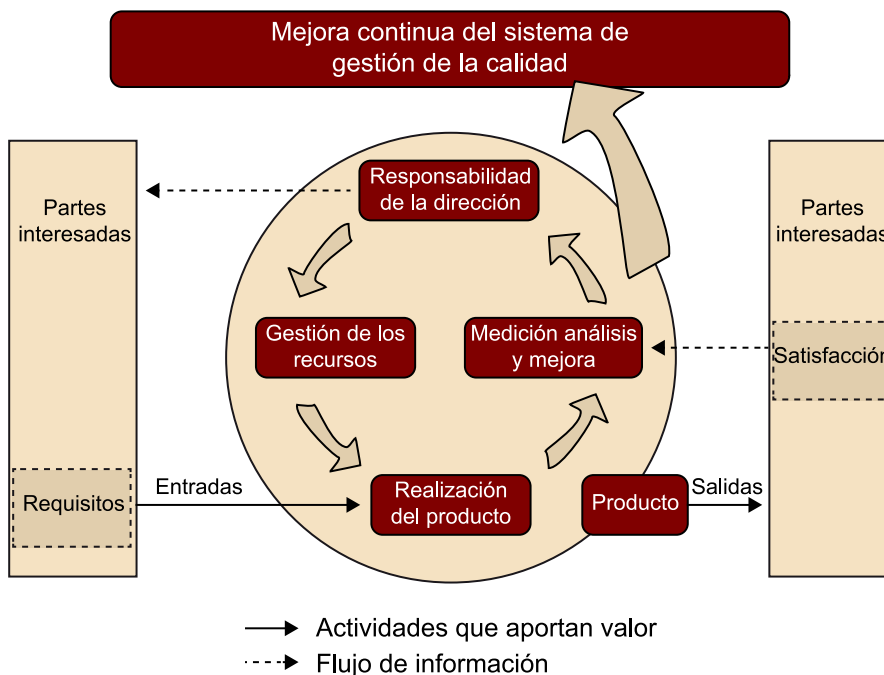 Mejora continua del sistema de
gestión de la calidad
Partes
interesadas
Responsabilidad
de la dirección
Partes
interesadas
Gestión de los
recursos
Medición análisis
y mejora
Satisfacción
Requisitos
Entradas
Realización
del producto
Producto
Salidas
Actividades que aportan valor
Flujo de información